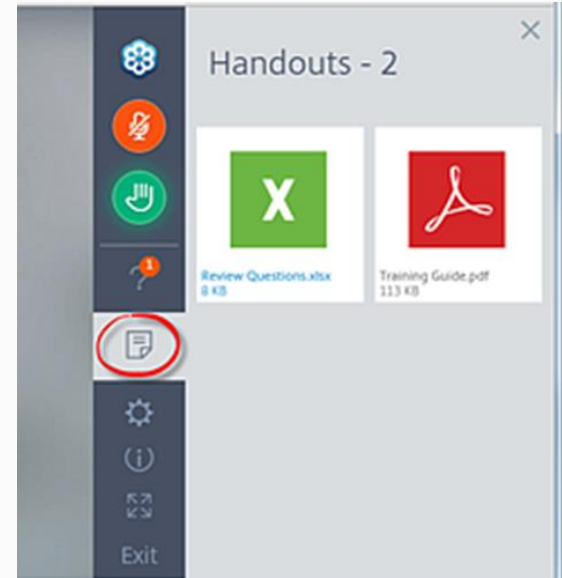 Handouts - 2
X
Review Questions.xlsx
8 KB
Training Guide.pdf
113 KB
1
?
Exit